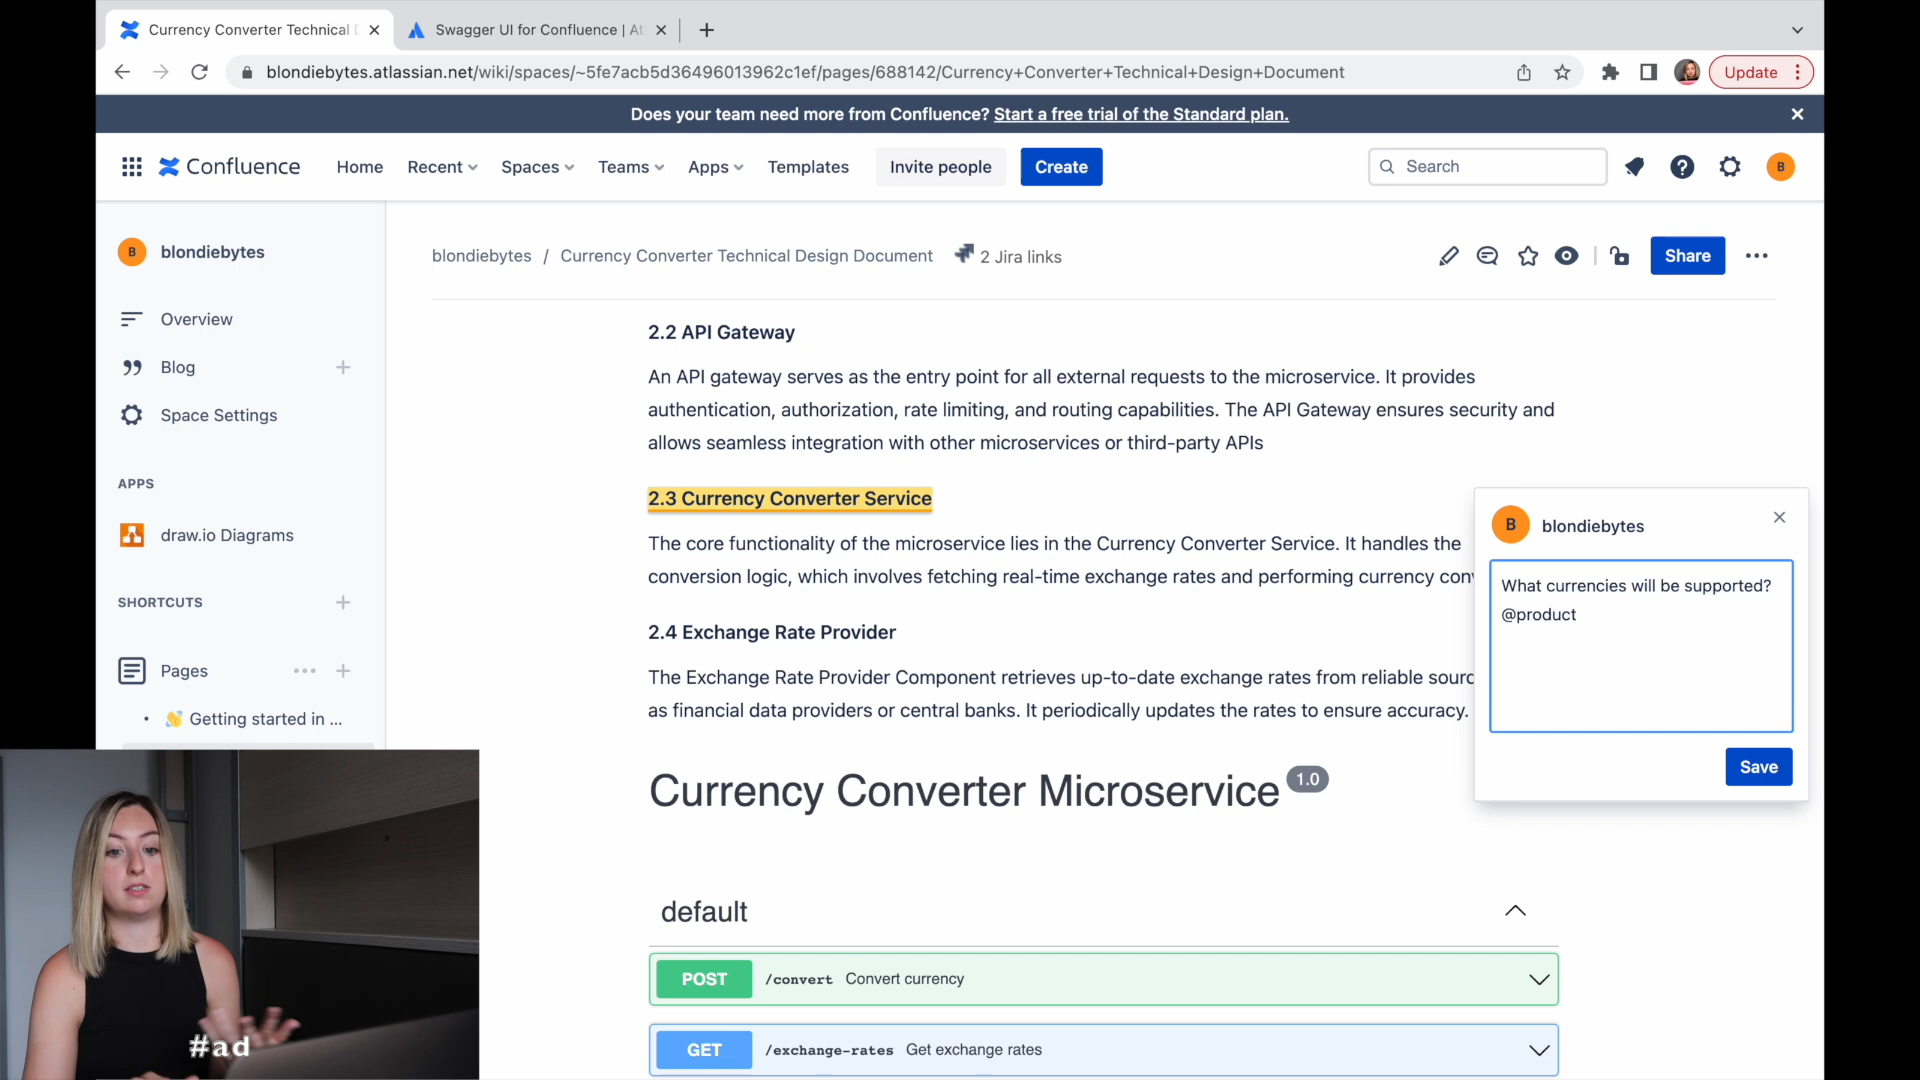 Currency Converter Technical D
Swagger UI for Confluence | At
blondiebytes.atlassian.net/wiki/spaces/~5fe7acb5d36496013962c1ef/pages/688142/Currency+Converter+Technical+Design+Document
Update
Does your team need more from Confluence? Start a free trial of the Standard plan.
Confluence
Home
Recent
Spaces
Teams
Apps
Templates
Invite people
Create
Search
B
B
blondiebytes
Overview
Blog
Space Settings
APPS
draw.io Diagrams
SHORTCUTS
Pages
Getting started in ...
blondiebytes / Currency Converter Technical Design Document
2 Jira links
Share
2.2 API Gateway
An API gateway serves as the entry point for all external requests to the microservice. It provides
authentication, authorization, rate limiting, and routing capabilities. The API Gateway ensures security and
allows seamless integration with other microservices or third-party APIs
2.3 Currency Converter Service
The core functionality of the microservice lies in the Currency Converter Service. It handles the
conversion logic, which involves fetching real-time exchange rates and performing currency con
2.4 Exchange Rate Provider
The Exchange Rate Provider Component retrieves up-to-date exchange rates from reliable sourc
as financial data providers or central banks. It periodically updates the rates to ensure accuracy.
B
blondiebytes
What currencies will be supported?
@product
Save
Currency Converter Microservice 1.0
default
POST /convert Convert currency
GET /exchange-rates Get exchange rates
#ad